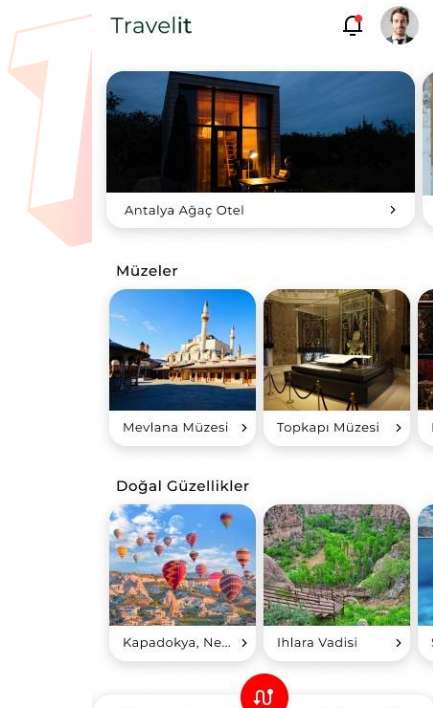 Travelit
Antalya Ağaç Otel
Müzeler
Mevlana Müzesi
Topkapı Müzesi
Doğal Güzellikler
Kapadokya, Ne...
Ihlara Vadisi